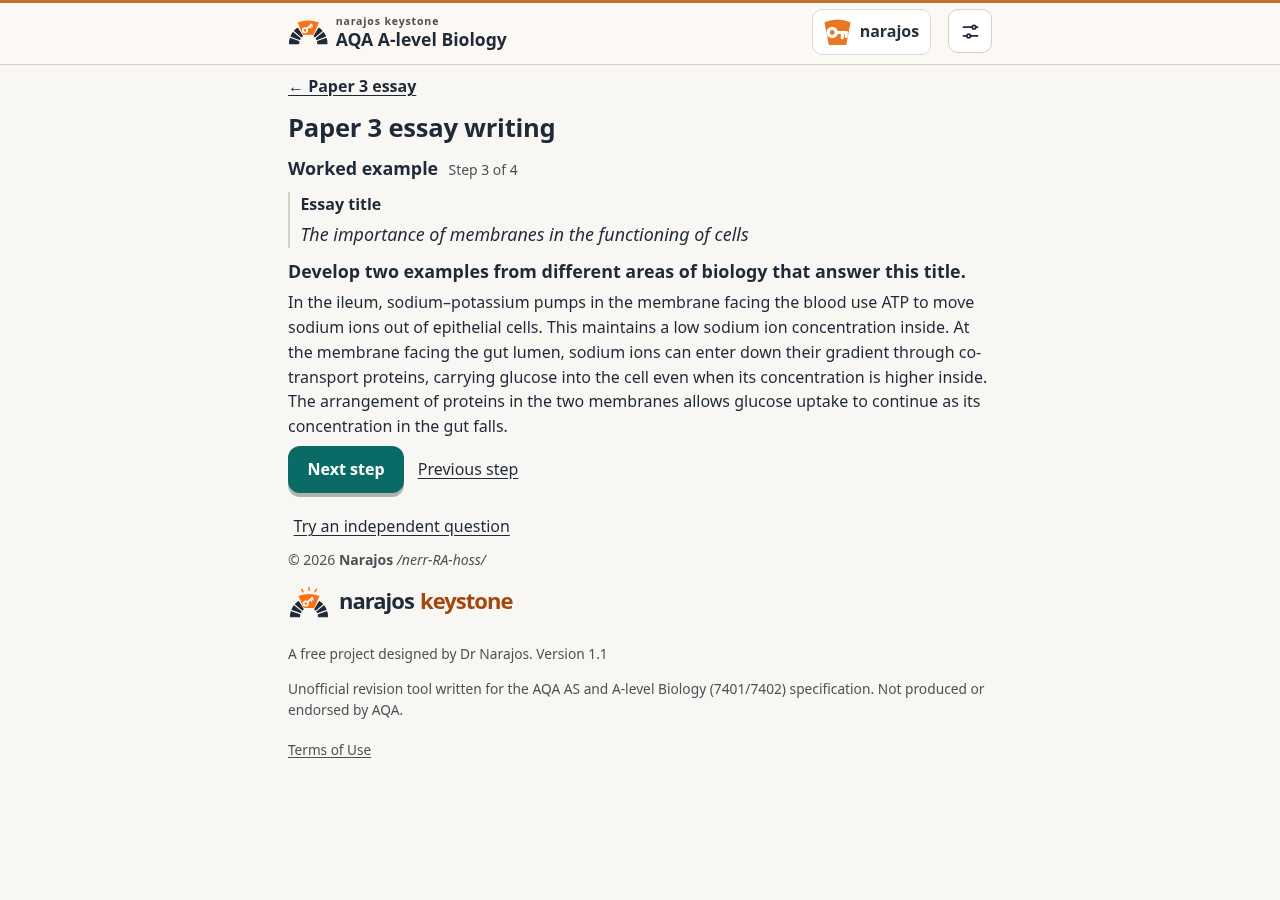 narajos keystone
AQA A-level Biology
narajos
← Paper 3 essay
Paper 3 essay writing
Worked example Step 3 of 4
Essay title
The importance of membranes in the functioning of cells
Develop two examples from different areas of biology that answer this title.
In the ileum, sodium–potassium pumps in the membrane facing the blood use ATP to move
sodium ions out of epithelial cells. This maintains a low sodium ion concentration inside. At
the membrane facing the gut lumen, sodium ions can enter down their gradient through co-
transport proteins, carrying glucose into the cell even when its concentration is higher inside.
The arrangement of proteins in the two membranes allows glucose uptake to continue as its
concentration in the gut falls.
Next step Previous step
Try an independent question
© 2026 Narajos /nerr-RA-hoss/
narajos keystone
A free project designed by Dr Narajos. Version 1.1
Unofficial revision tool written for the AQA AS and A-level Biology (7401/7402) specification. Not produced or
endorsed by AQA.
Terms of Use